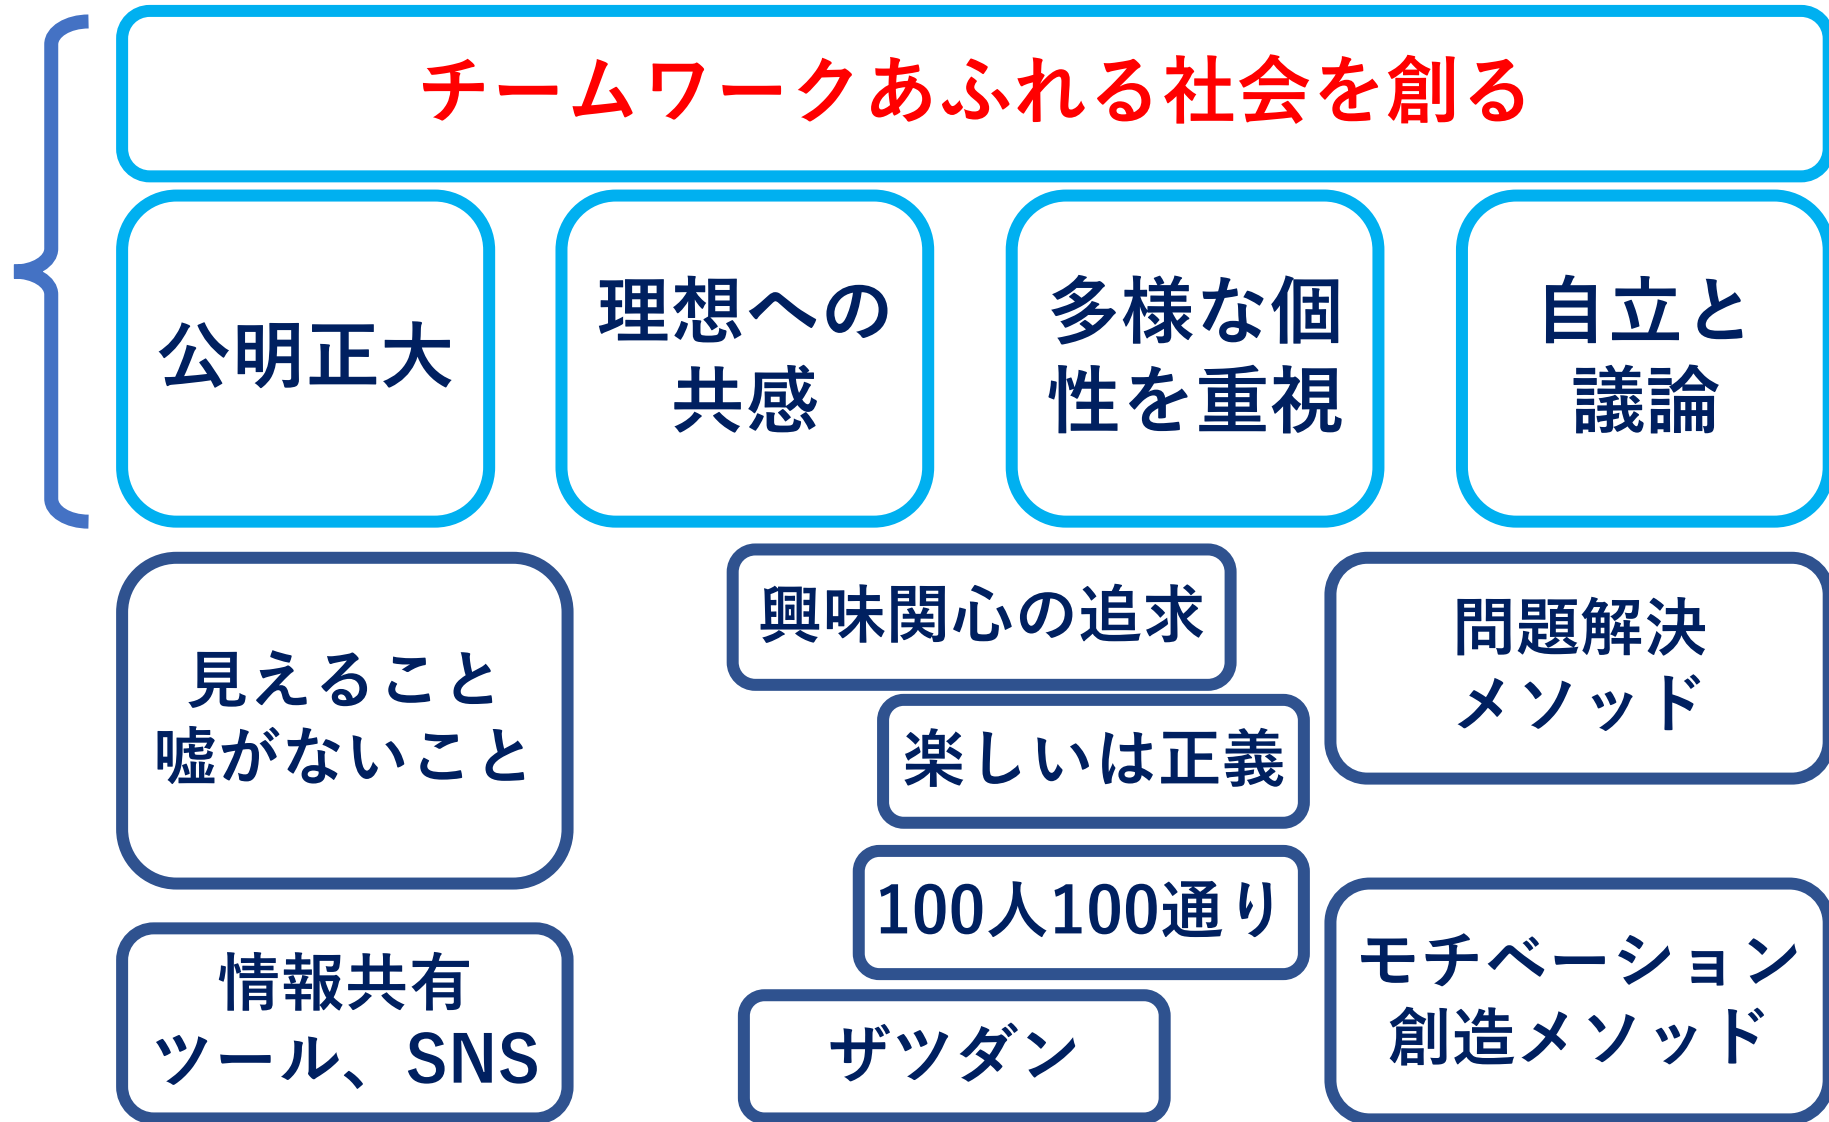 チームワークあふれる社会を創る
公明正大
理想への
共感
多様な個
性を重視
自立と
議論
見えること
嘘がないこと
情報共有
ツール、SNS
興味関心の追求
楽しいは正義
100人100通り
ザツダン
問題解決
メソッド
モチベーション
創造メソッド